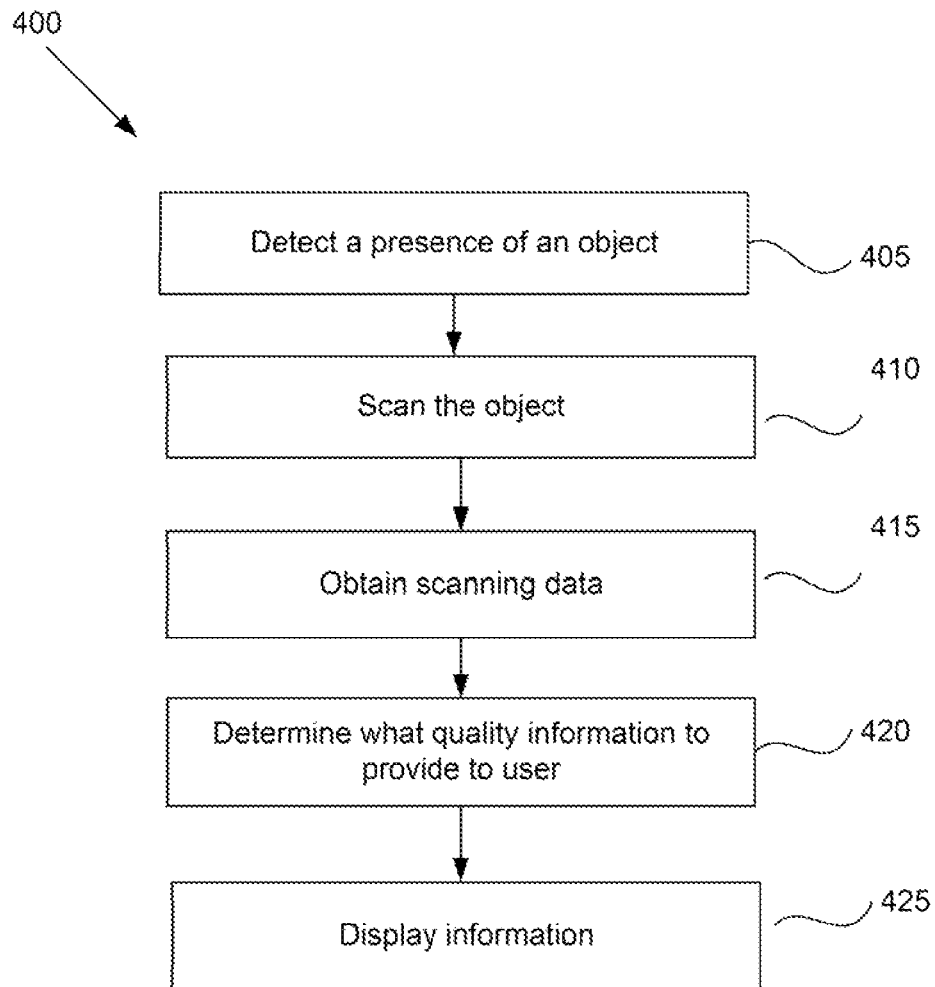 400
Detect a presence of an object
405
Scan the object
410
Obtain scanning data
415
Determine what quality information to
provide to user
420
Display information
425